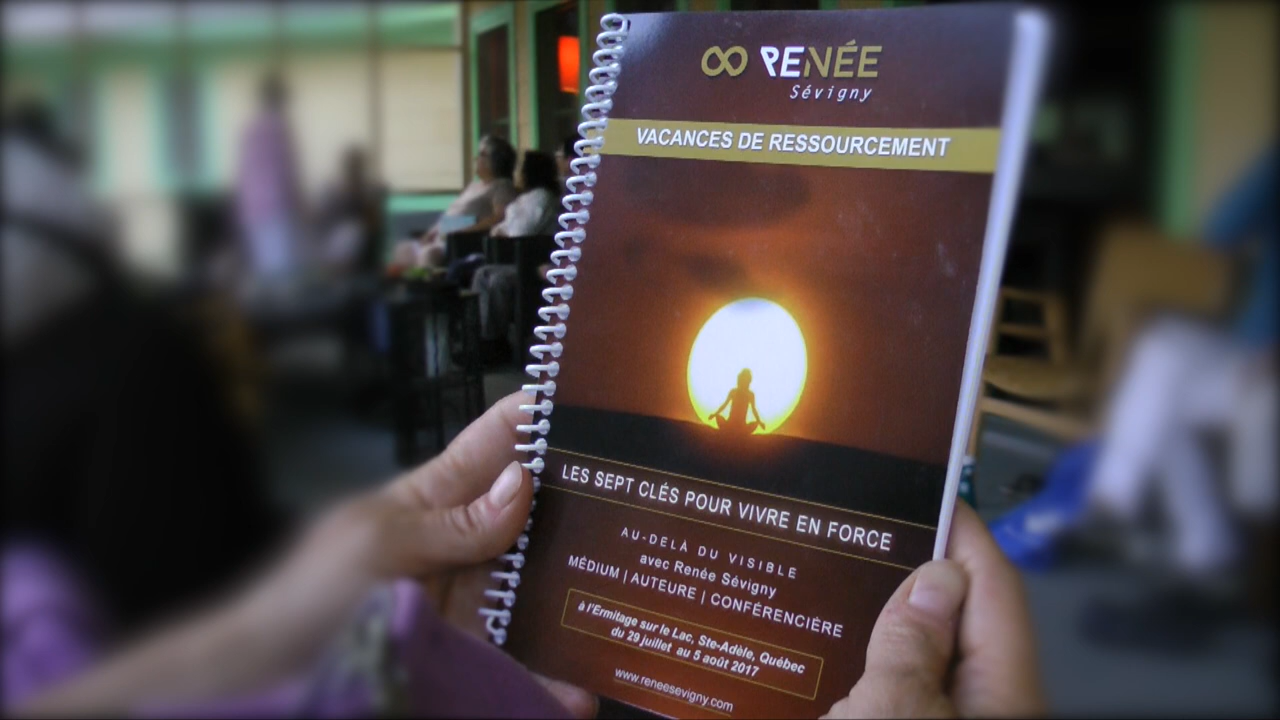 RENÉE
Sévigny
VACANCES DE RESSOURCEMENT
LES SEPT CLÉS POUR VIVRE EN FORCE
AU-DELÀ DU VISIBLE
avec Renée Sévigny
MÉDIUM | AUTEURE | CONFÉRENCIÈRE
à l'Ermitage sur le Lac, Ste-Adèle, Québec
du 29 juillet au 5 août 2017
www.reneesevigny.com